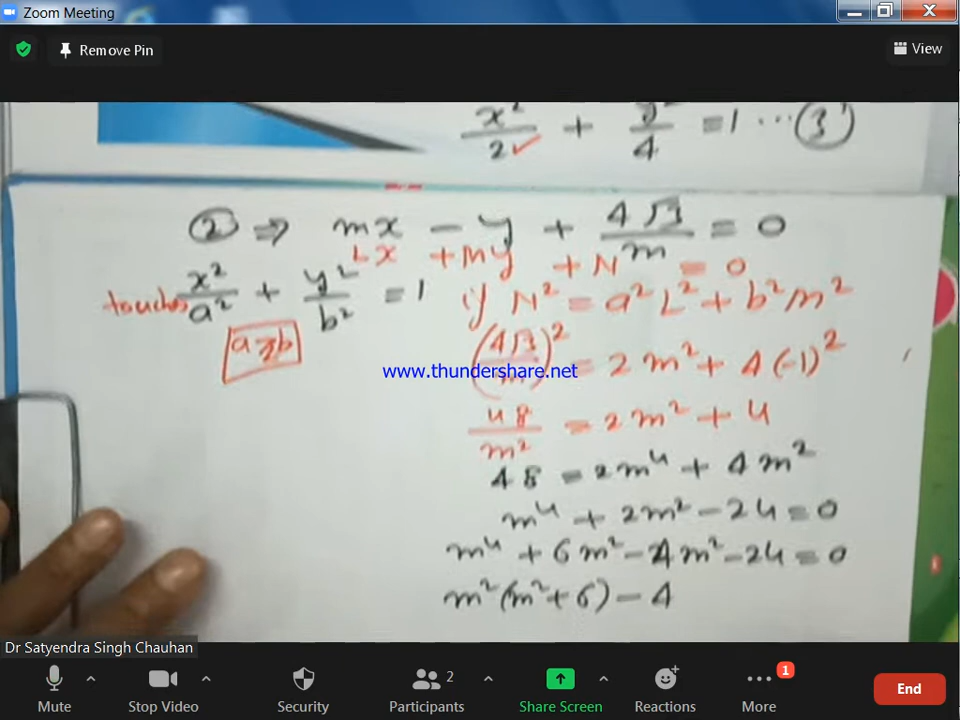 Zoom Meeting
Remove Pin
View
x²/2 + y²/4 = 1 ... (3)
(2) ⇒ mx - y + 4√3/m = 0
Lx + My + N = 0
touches x²/a² + y²/b² = 1 if N² = a²L² + b²m²
(4√3/m)² = 2m² + 4(-1)²
www.thundershare.net
48/m² = 2m² + 4
48 = 2m⁴ + 4m²
m⁴ + 2m² - 24 = 0
m⁴ + 6m² - 4m² - 24 = 0
m²(m² + 6) - 4
Dr Satyendra Singh Chauhan
2
1
Mute
Stop Video
Security
Participants
Share Screen
Reactions
More
End